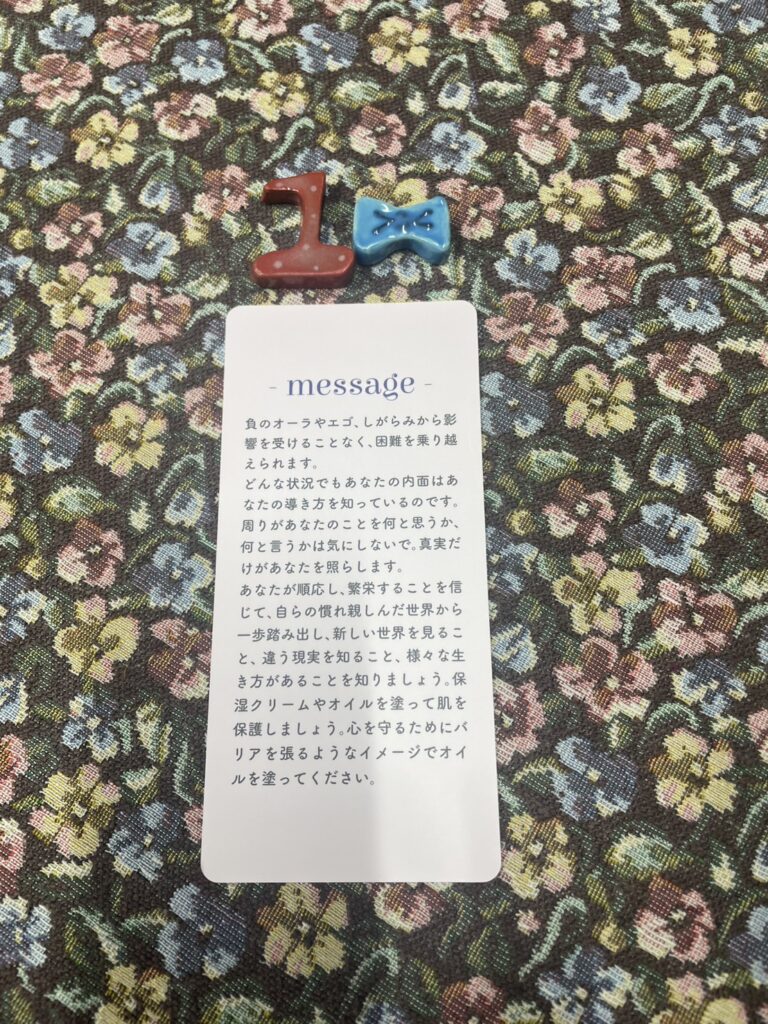 1
- message -
負のオーラやエゴ、しがらみから影
響を受けることなく、困難を乗り越
えられます。
どんな状況でもあなたの内面はあ
なたの導き方を知っているのです。
周りがあなたのことを何と思うか、
何と言うかは気にしないで。真実だ
けがあなたを照らします。
あなたが順応し、繁栄することを信
じて、自らの慣れ親しんだ世界から
一歩踏み出し、新しい世界を見るこ
と、違う現実を知ること、様々な生
き方があることを知りましょう。保
湿クリームやオイルを塗って肌を
保護しましょう。心を守るためにバ
リアを張るようなイメージでオイ
ルを塗ってください。